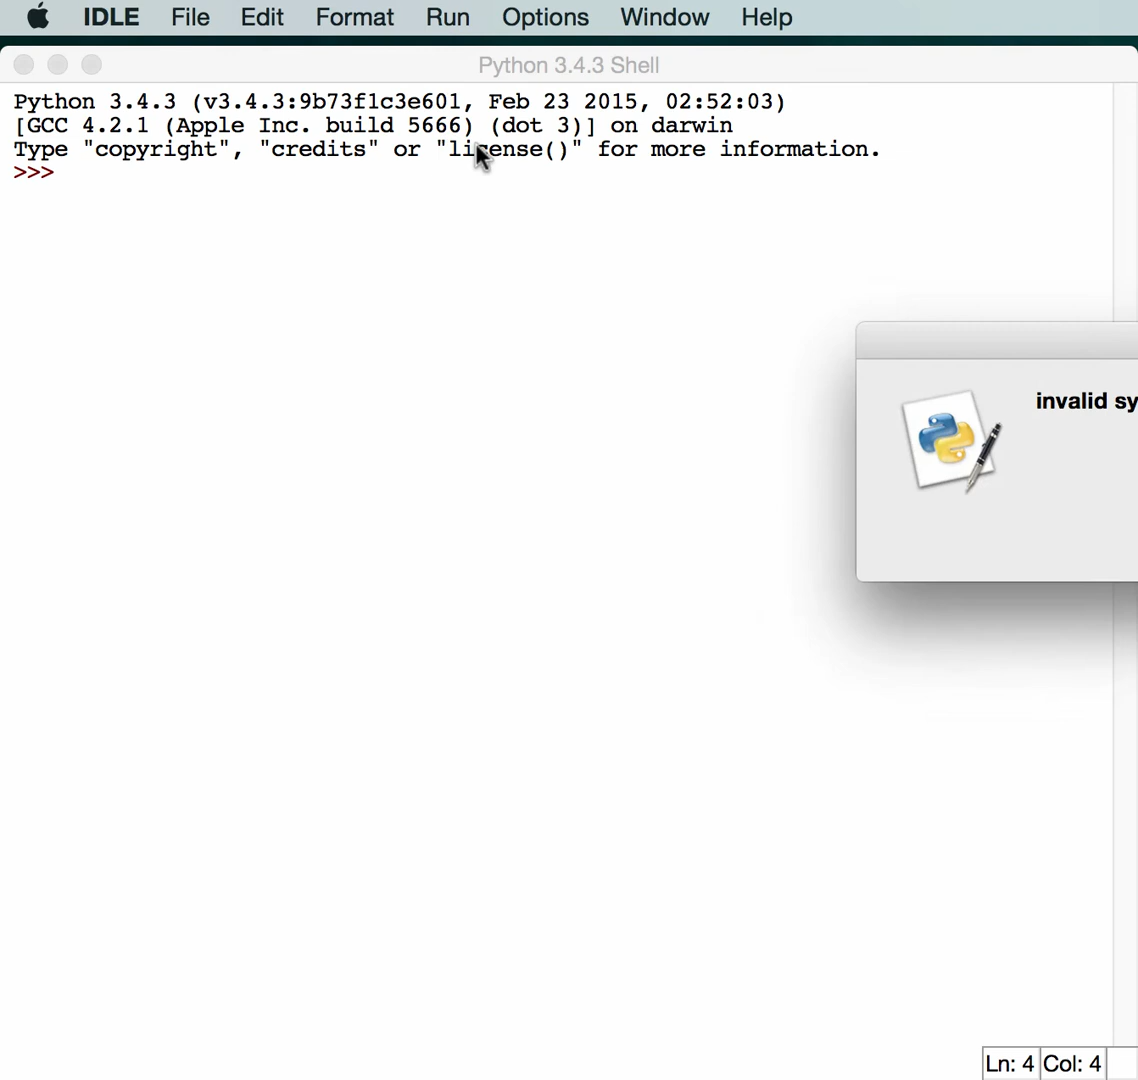 IDLE File Edit Format Run Options Window Help
Python 3.4.3 Shell
Python 3.4.3 (v3.4.3:9b73f1c3e601, Feb 23 2015, 02:52:03)
[GCC 4.2.1 (Apple Inc. build 5666) (dot 3)] on darwin
Type "copyright", "credits" or "license()" for more information.
>>>
invalid sy
Ln: 4 Col: 4